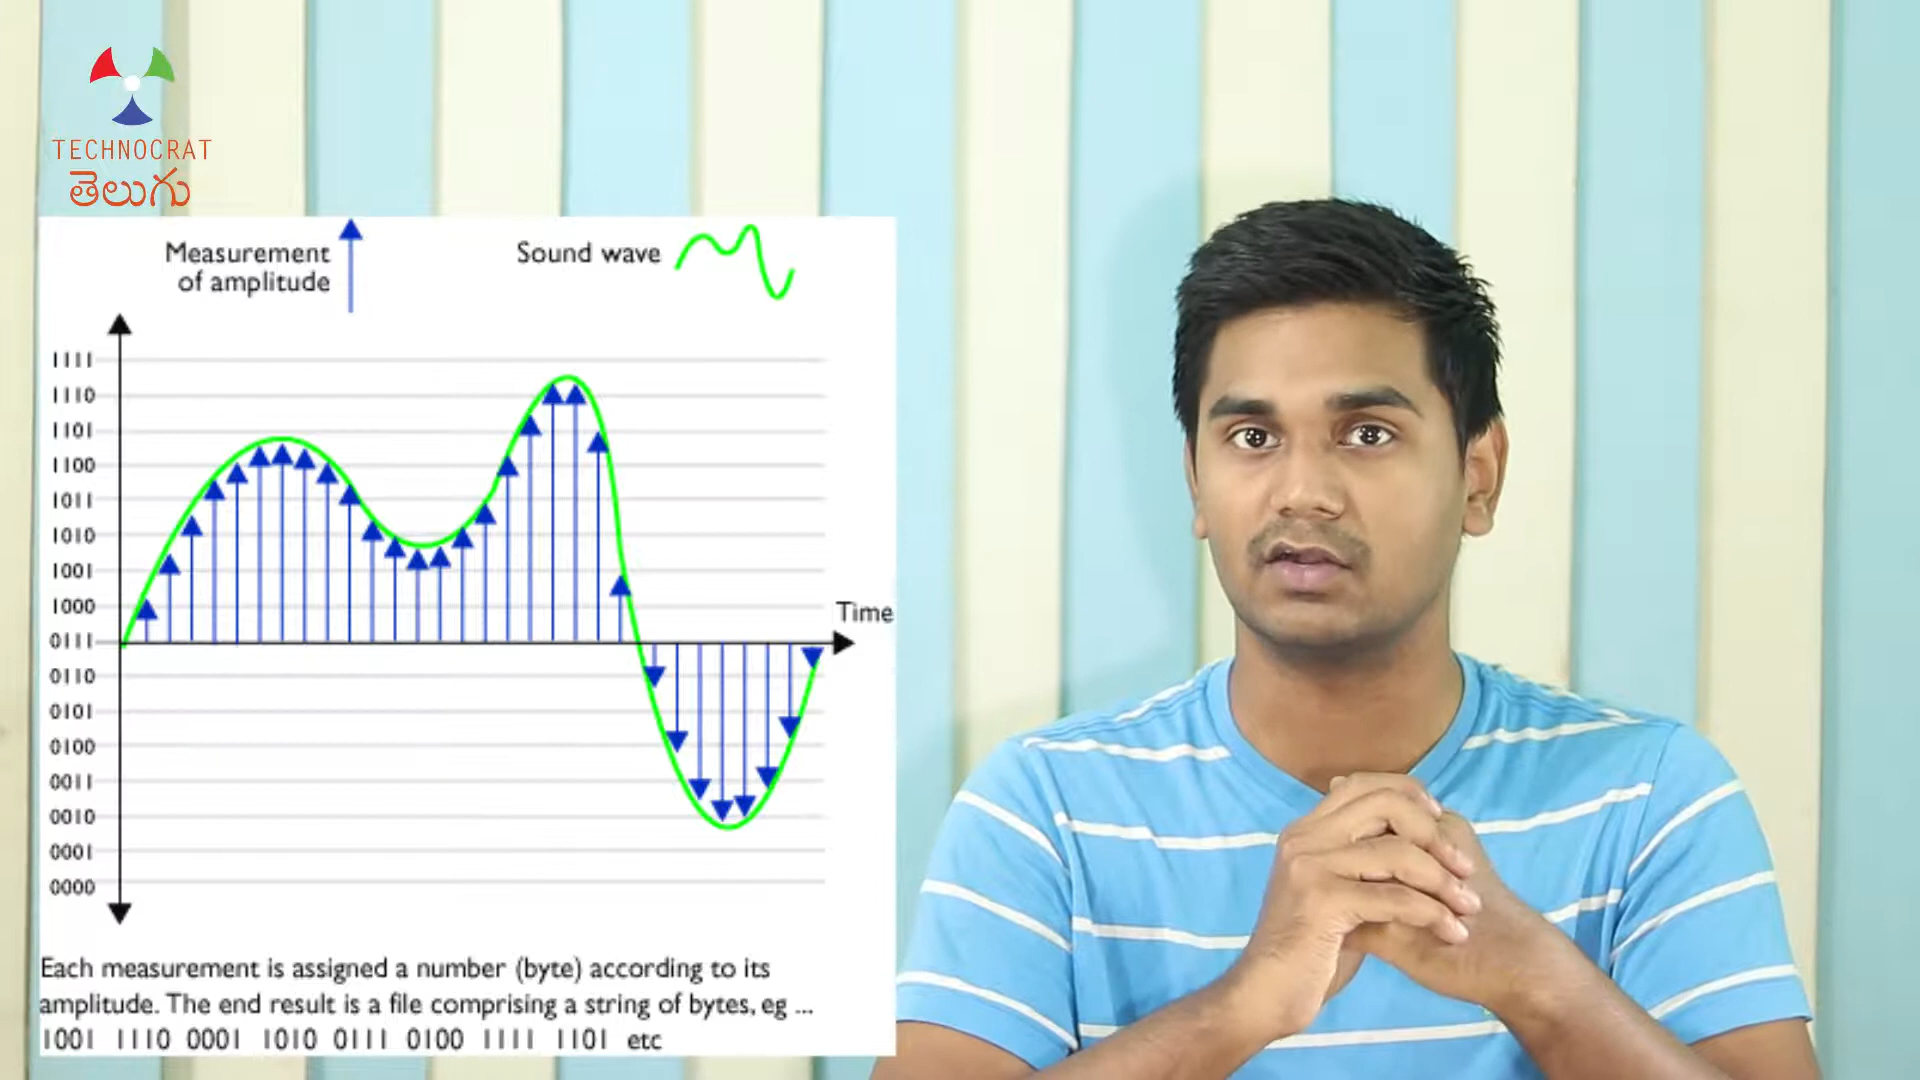 TECHNOCRAT
తెలుగు
Measurement
of amplitude
Sound wave
1111
1110
1101
1100
1011
1010
1001
1000
0111
0110
0101
0100
0011
0010
0001
0000
Time
Each measurement is assigned a number (byte) according to its
amplitude. The end result is a file comprising a string of bytes, eg ...
1001 1110 0001 1010 0111 0100 1111 1101 etc